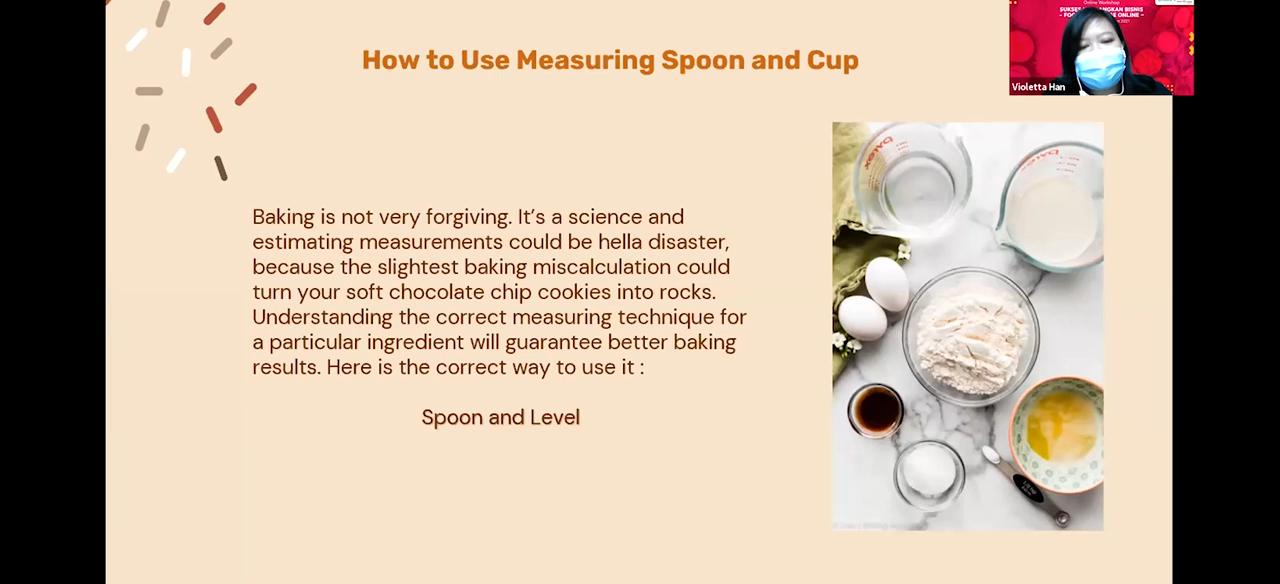 How to Use Measuring Spoon and Cup
Online Workshop
Violetta Han
Baking is not very forgiving. It's a science and
estimating measurements could be hella disaster,
because the slightest baking miscalculation could
turn your soft chocolate chip cookies into rocks.
Understanding the correct measuring technique for
a particular ingredient will guarantee better baking
results. Here is the correct way to use it :
Spoon and Level